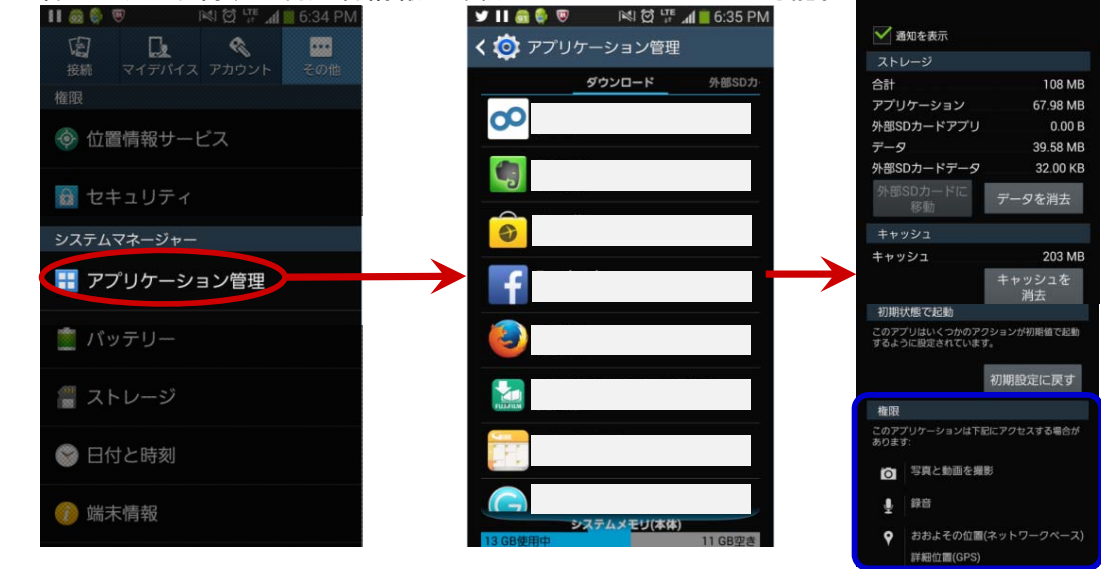 LTE
6:34 PM
接続
マイデバイス
アカウント
その他
権限
位置情報サービス
セキュリティ
システムマネージャー
アプリケーション管理
バッテリー
ストレージ
日付と時刻
端末情報
LTE
6:35 PM
アプリケーション管理
ダウンロード
外部SDカ
FUJIFILM
システムメモリ(本体)
13 GB使用中
11 GB空き
通知を表示
ストレージ
合計 108 MB
アプリケーション 67.98 MB
外部SDカードアプリ 0.00 B
データ 39.58 MB
外部SDカードデータ 32.00 KB
外部SDカードに
移動
データを消去
キャッシュ
キャッシュ 203 MB
キャッシュを
消去
初期状態で起動
このアプリはいくつかのアクションが初期値で起動
するように設定されています。
初期設定に戻す
権限
このアプリケーションは下記にアクセスする場合が
あります:
写真と動画を撮影
録音
おおよその位置(ネットワークベース)
詳細位置(GPS)